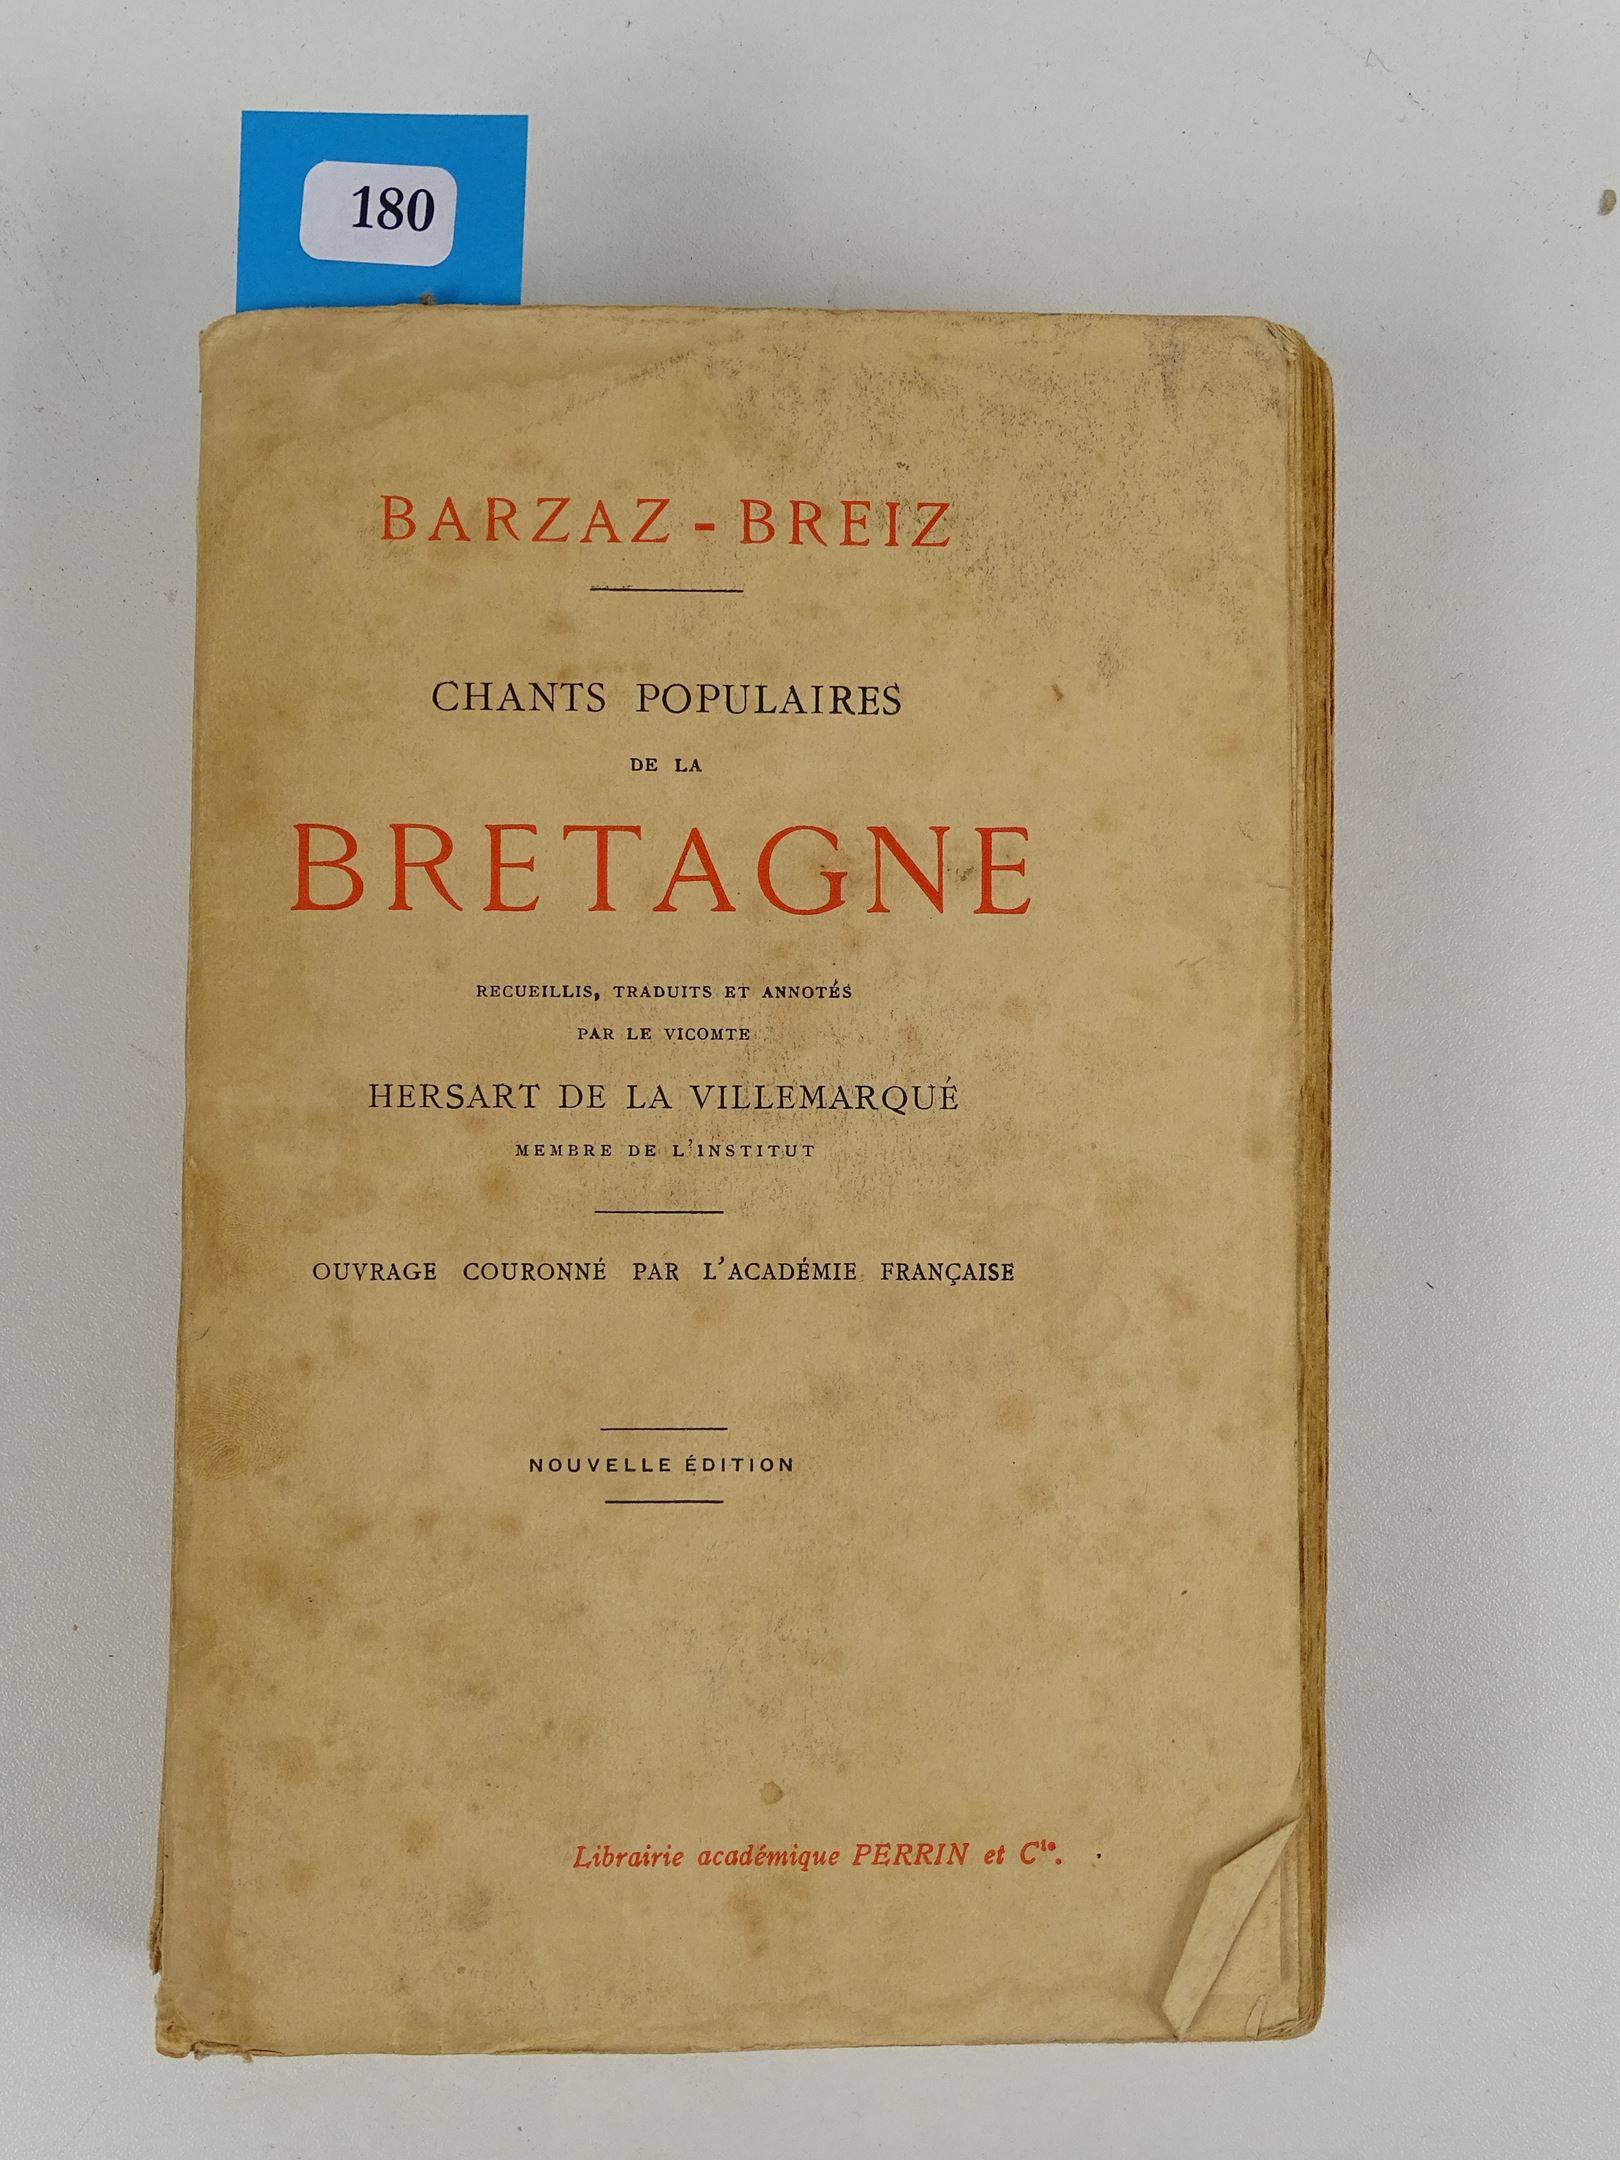 180
BARZAZ - BREIZ
CHANTS POPULAIRES
DE LA
BRETAGNE
RECUEILLIS, TRADUITS ET ANNOTÉS
PAR LE VICOMTE
HERSART DE LA VILLEMARQUÉ
MEMBRE DE L'INSTITUT
OUVRAGE COURONNÉ PAR L'ACADÉMIE FRANÇAISE
NOUVELLE ÉDITION
Librairie académique PERRIN et Cie.